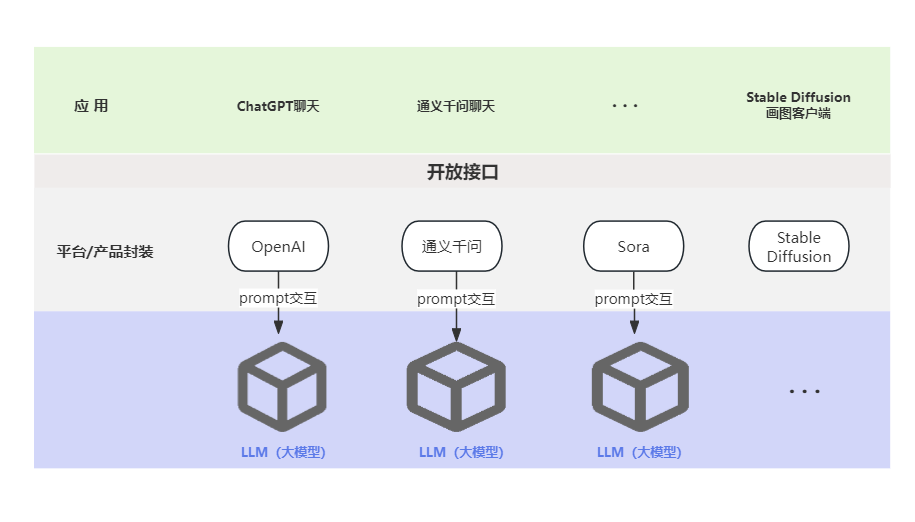 应 用
ChatGPT聊天
通义千问聊天
···
Stable Diffusion
画图客户端
开放接口
平台/产品封装
OpenAI
通义千问
Sora
Stable
Diffusion
prompt交互
prompt交互
prompt交互
···
LLM（大模型）
LLM（大模型）
LLM（大模型）